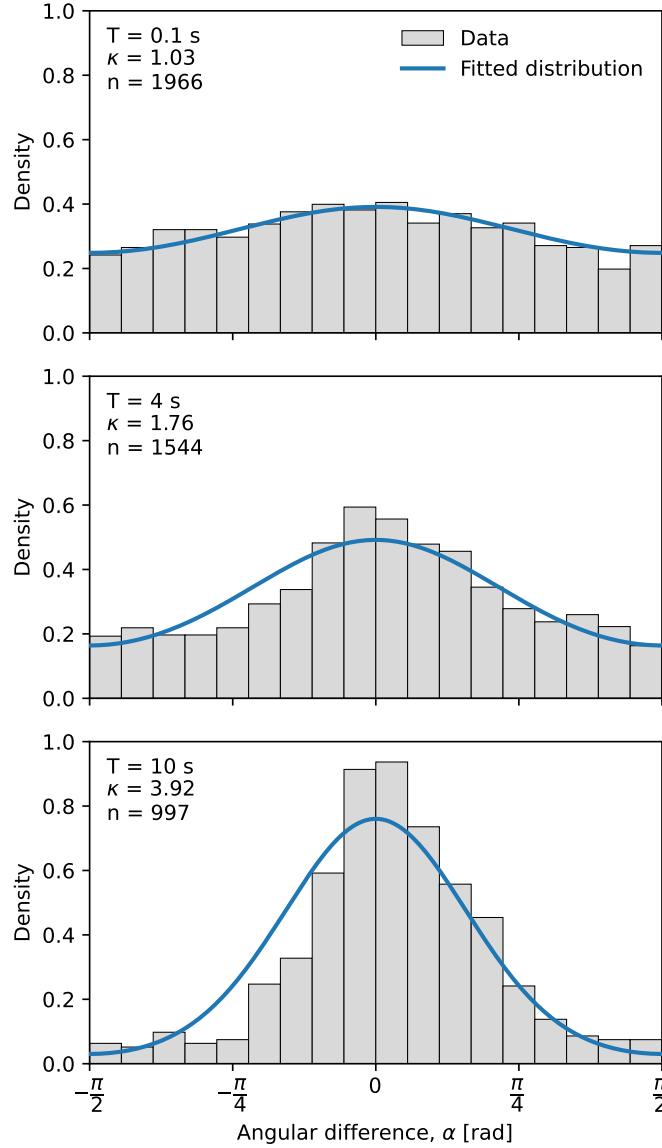 1.0
0.8
0.6
0.4
0.2
0.0
Density
T = 0.1 s
κ = 1.03
n = 1966
Data
Fitted distribution
1.0
0.8
0.6
0.4
0.2
0.0
Density
T = 4 s
κ = 1.76
n = 1544
1.0
0.8
0.6
0.4
0.2
0.0
Density
T = 10 s
κ = 3.92
n = 997
−π/2 −π/4 0 π/4 π/2
Angular difference, α [rad]